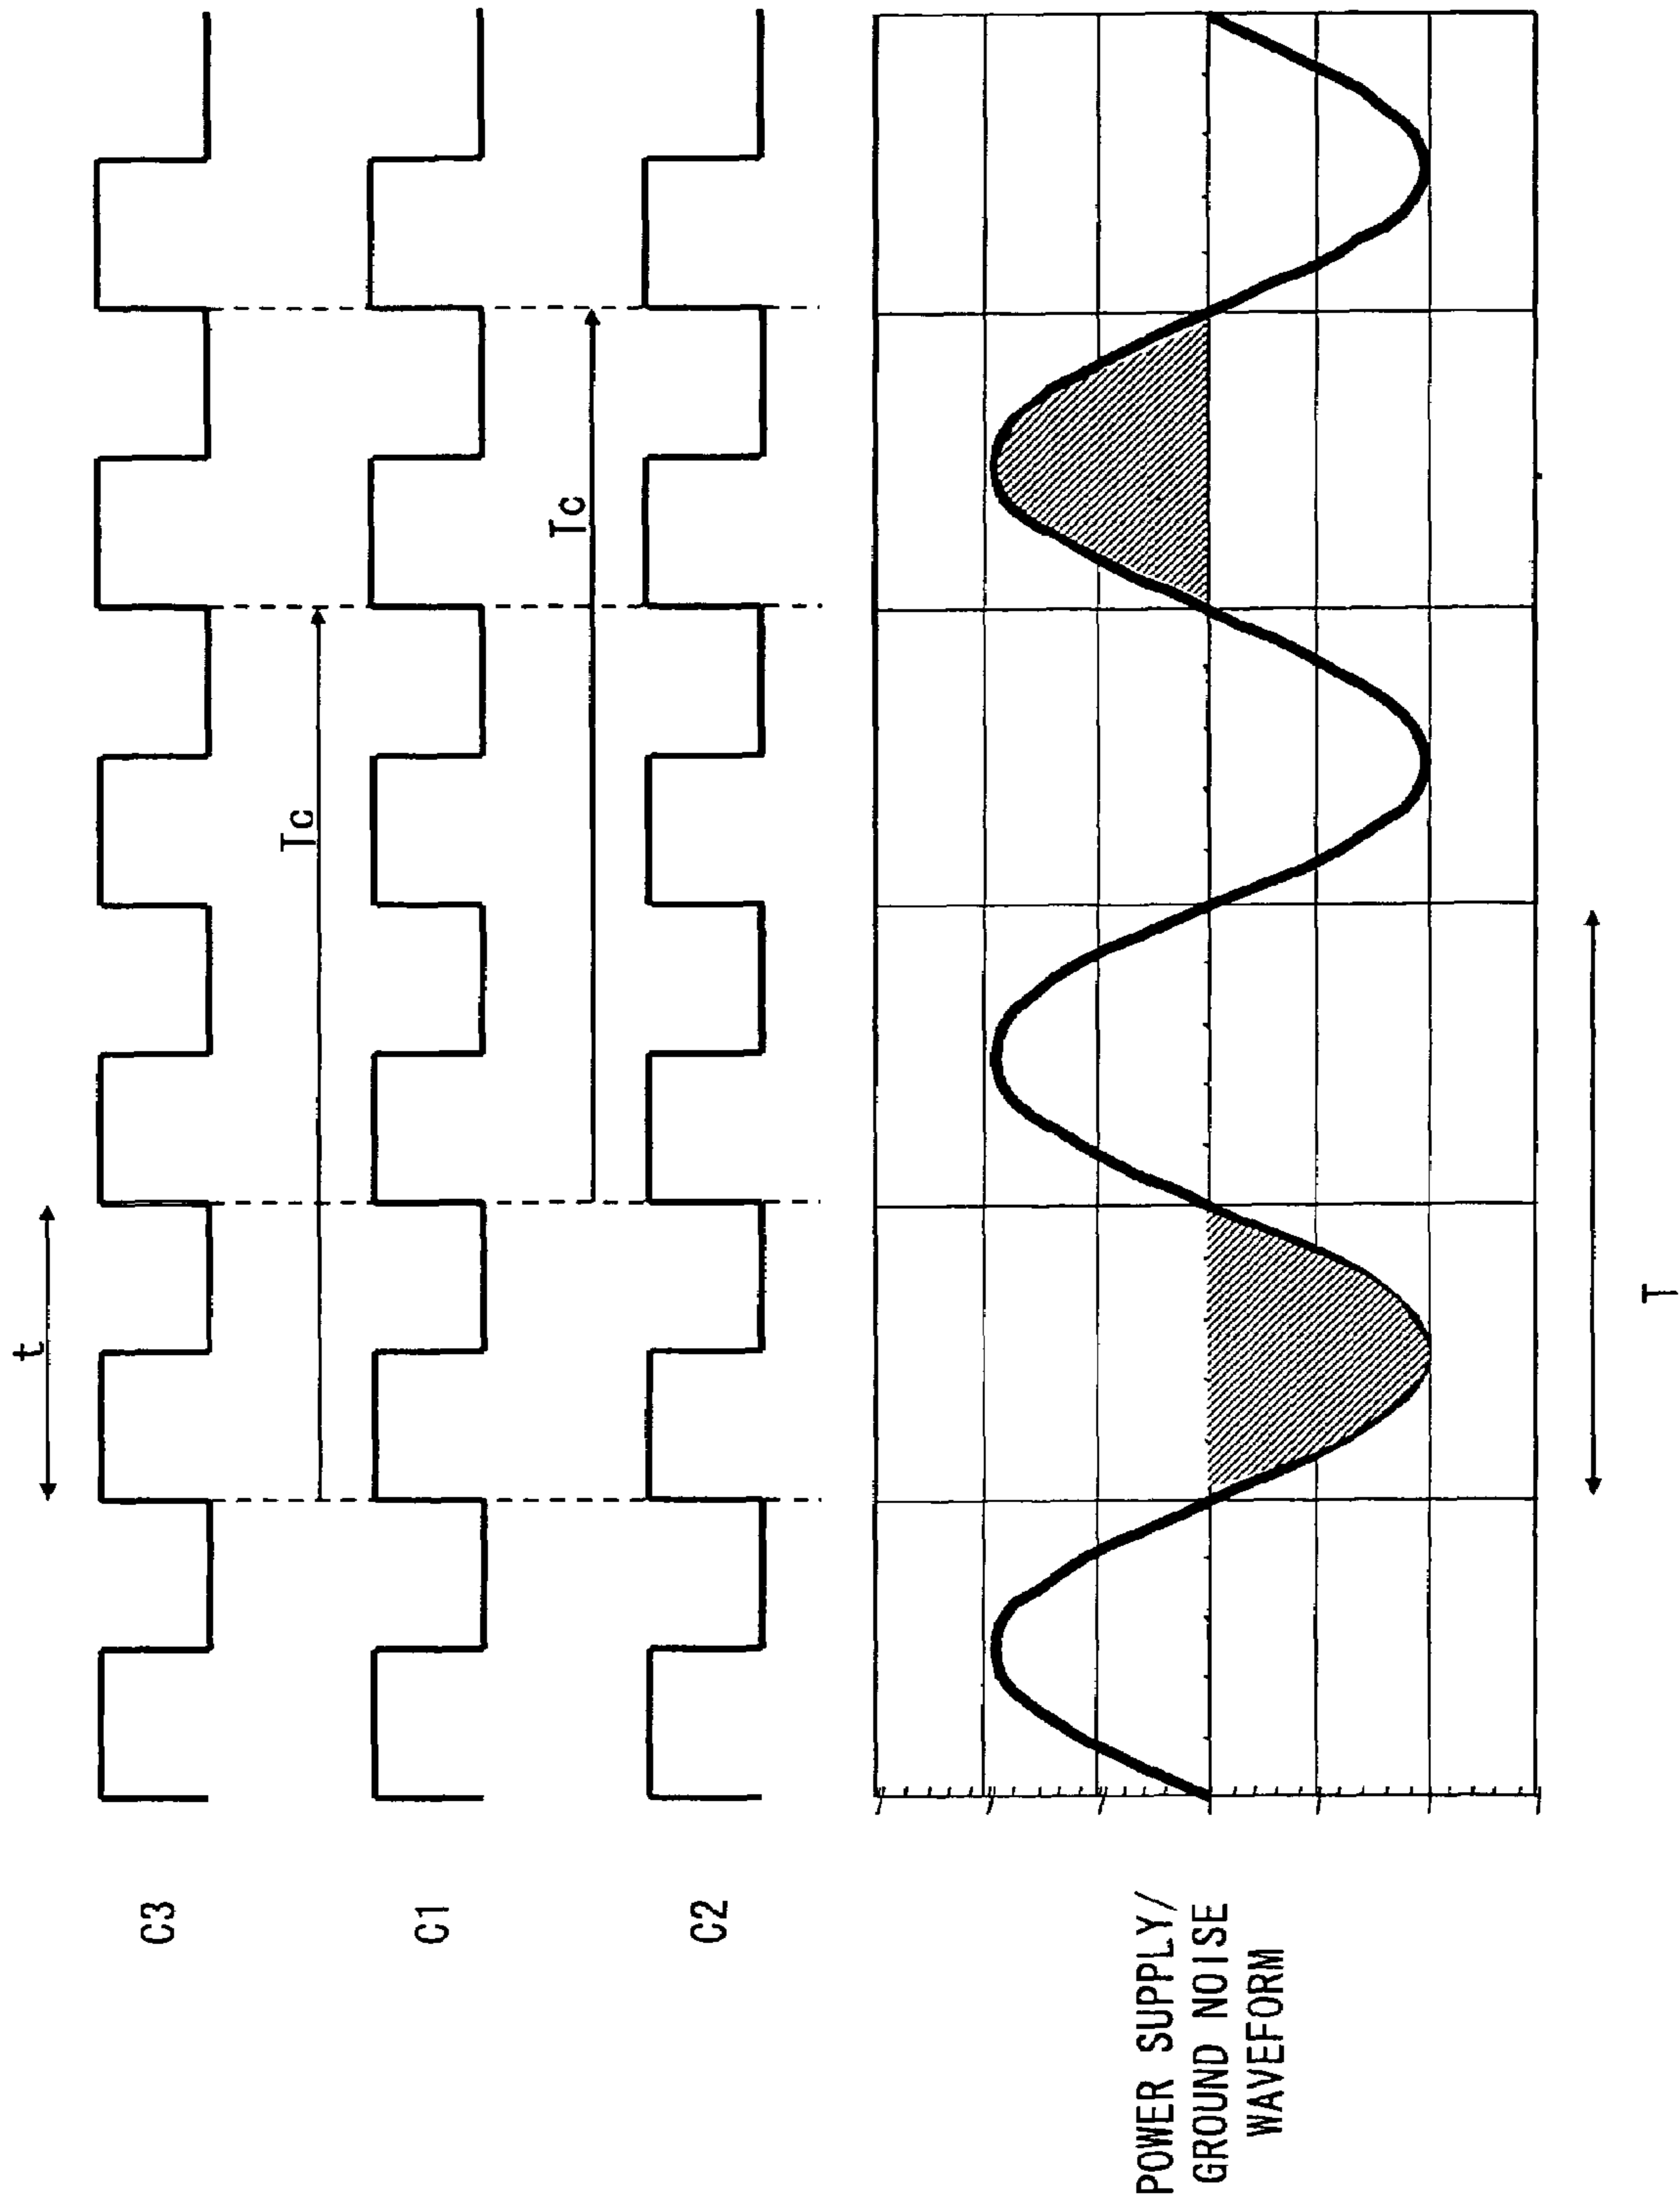 t
C3
Tc
C1
Tc
C2
POWER SUPPLY/
GROUND NOISE
WAVEFORM
T